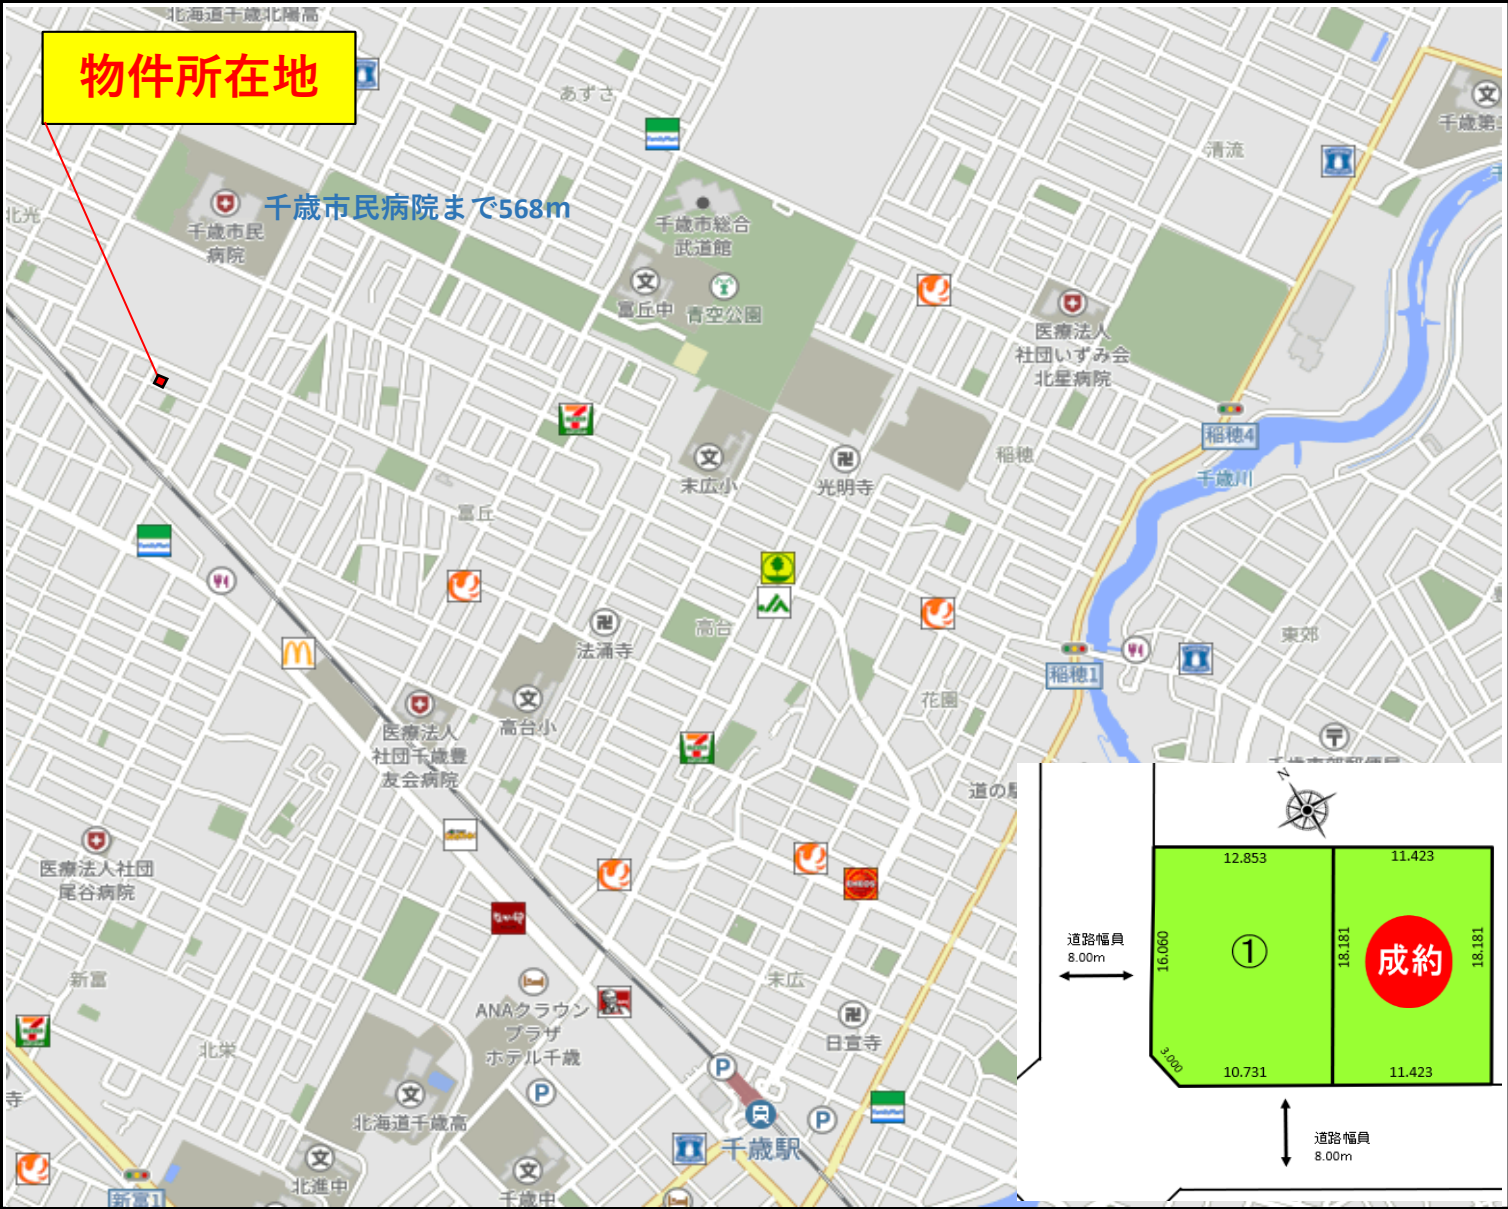 北海道千歳北陽高
物件所在地
あずさ
千歳第
清流
千歳市民病院まで568m
北光
千歳市民
病院
千歳市総合
武道館
富丘中
青空公園
医療法人
社団いずみ会
北星病院
稲穂4
稲穂
千歳川
末広小
光明寺
富丘
高台
法涌寺
東郊
稲穂1
花園
高台小
医療法人
社団千歳豊
友会病院
道の駅
医療法人社団
尾谷病院
ENEOS
なか卯
新富
末広
ANAクラウン
プラザ
ホテル千歳
日宣寺
北栄
北海道千歳高
千歳駅
北進中
千歳中
新富1
N
12.853
11.423
道路幅員
8.00m
16.060
①
18.181
成約
18.181
3.000
10.731
11.423
道路幅員
8.00m